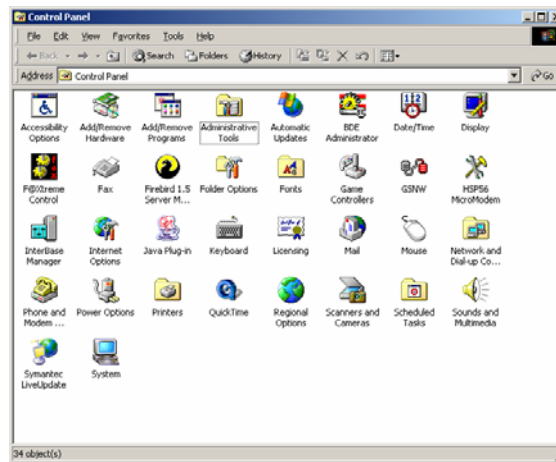 Control Panel
File Edit View Favorites Tools Help
Back Search Folders History
Address Control Panel Go
Accessibility Options
Add/Remove Hardware
Add/Remove Programs
Administrative Tools
Automatic Updates
BDE Administrator
Date/Time
Display
F@Xtreme Control
Fax
Firebird 1.5 Server M...
Folder Options
Fonts
Game Controllers
GSNW
HSP56 MicroModem
InterBase Manager
Internet Options
Java Plug-in
Keyboard
Licensing
Mail
Mouse
Network and Dial-up Co...
Phone and Modem ...
Power Options
Printers
QuickTime
Regional Options
Scanners and Cameras
Scheduled Tasks
Sounds and Multimedia
Symantec LiveUpdate
System
34 object(s)